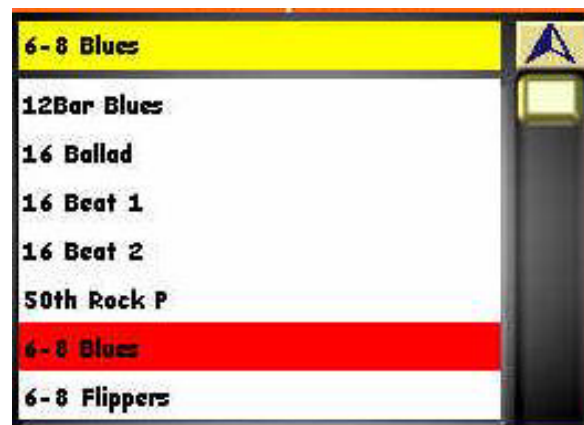 6-8 Blues
12Bar Blues
16 Ballad
16 Beat 1
16 Beat 2
50th Rock P
6-8 Blues
6-8 Flippers